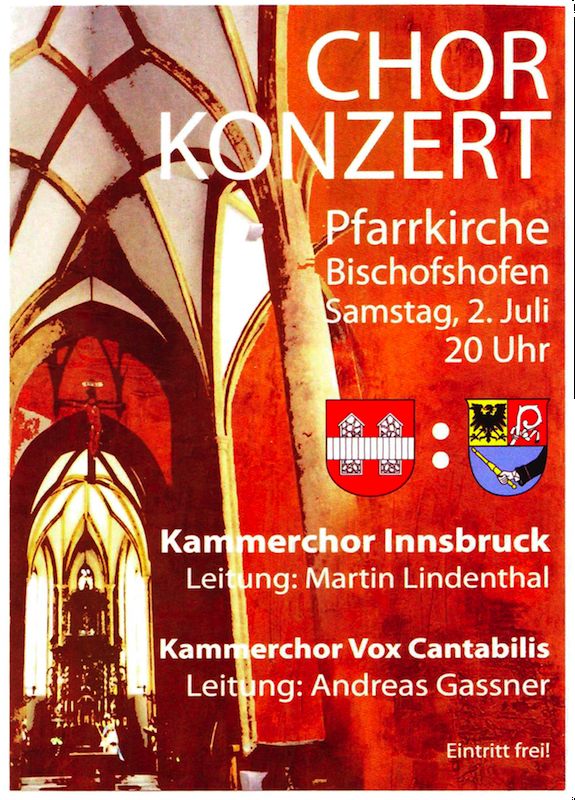 CHOR
KONZERT
Pfarrkirche
Bischofshofen
Samstag, 2. Juli
20 Uhr
:
Kammerchor Innsbruck
Leitung: Martin Lindenthal
Kammerchor Vox Cantabilis
Leitung: Andreas Gassner
Eintritt frei!